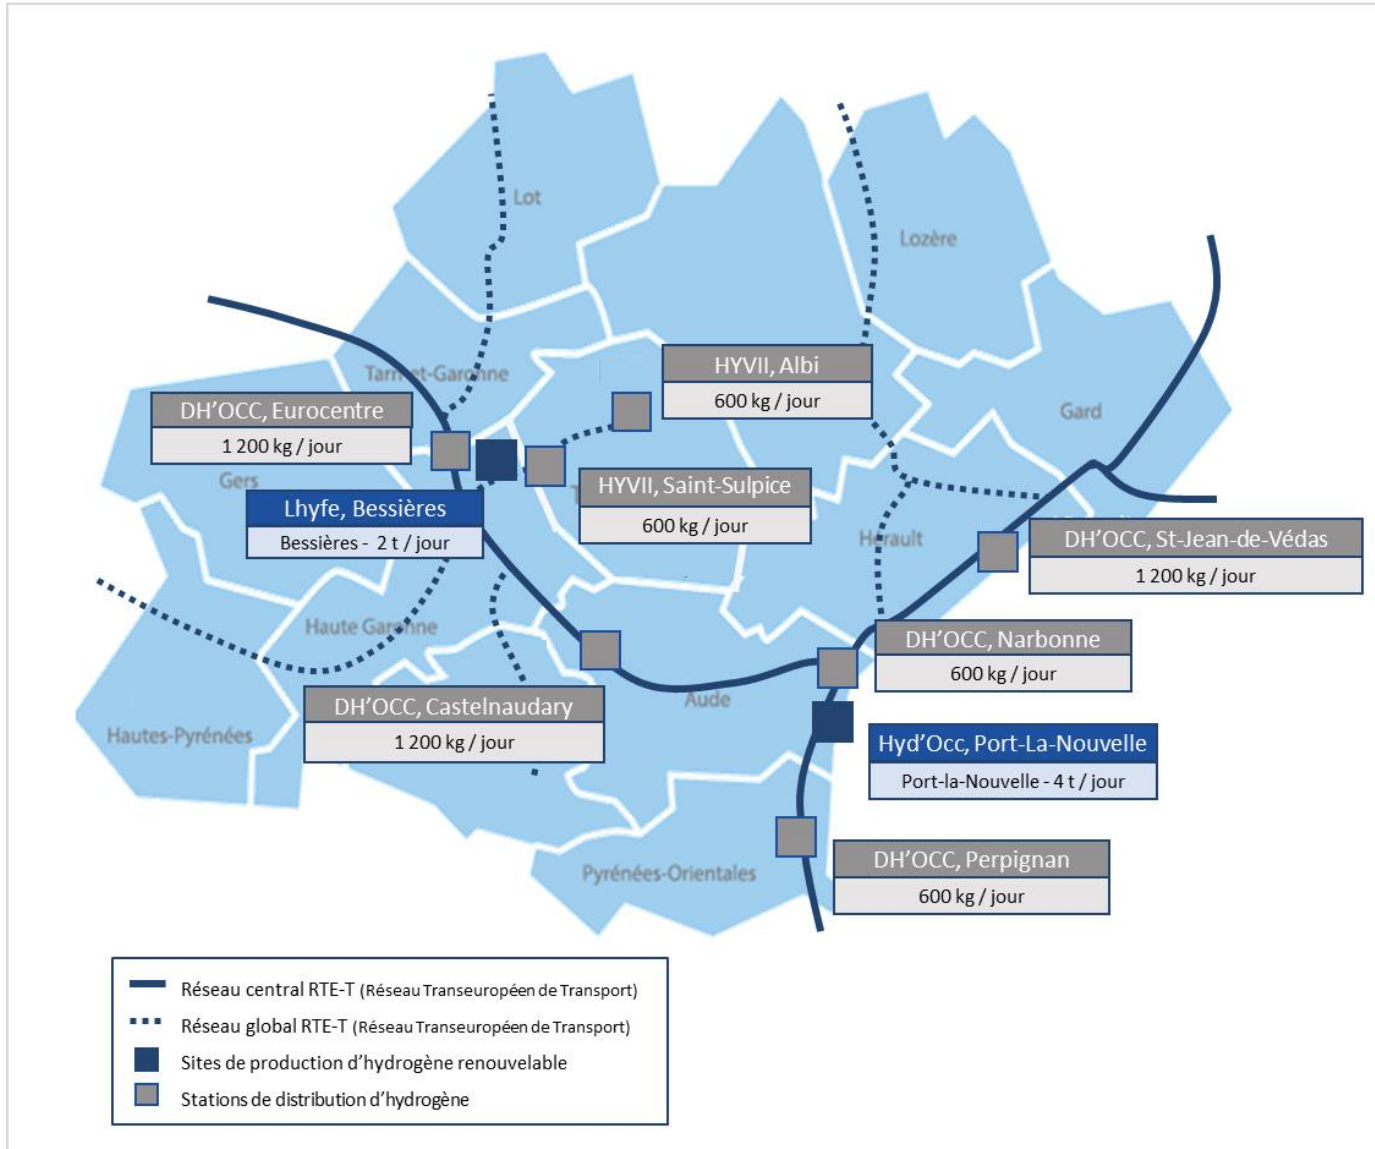 Lot
Lozère
HYVII, Albi
600 kg / jour
Tarn-et-Garonne
DH'OCC, Eurocentre
1 200 kg / jour
Gard
Gers
HYVII, Saint-Sulpice
600 kg / jour
Lhyfe, Bessières
Bessières - 2 t / jour
Hérault
DH'OCC, St-Jean-de-Védas
1 200 kg / jour
Haute Garonne
DH'OCC, Narbonne
600 kg / jour
DH'OCC, Castelnaudary
1 200 kg / jour
Aude
Hautes-Pyrénées
Hyd'Occ, Port-La-Nouvelle
Port-la-Nouvelle - 4 t / jour
DH'OCC, Perpignan
600 kg / jour
Pyrénées-Orientales
Réseau central RTE-T (Réseau Transeuropéen de Transport)
Réseau global RTE-T (Réseau Transeuropéen de Transport)
Sites de production d'hydrogène renouvelable
Stations de distribution d'hydrogène